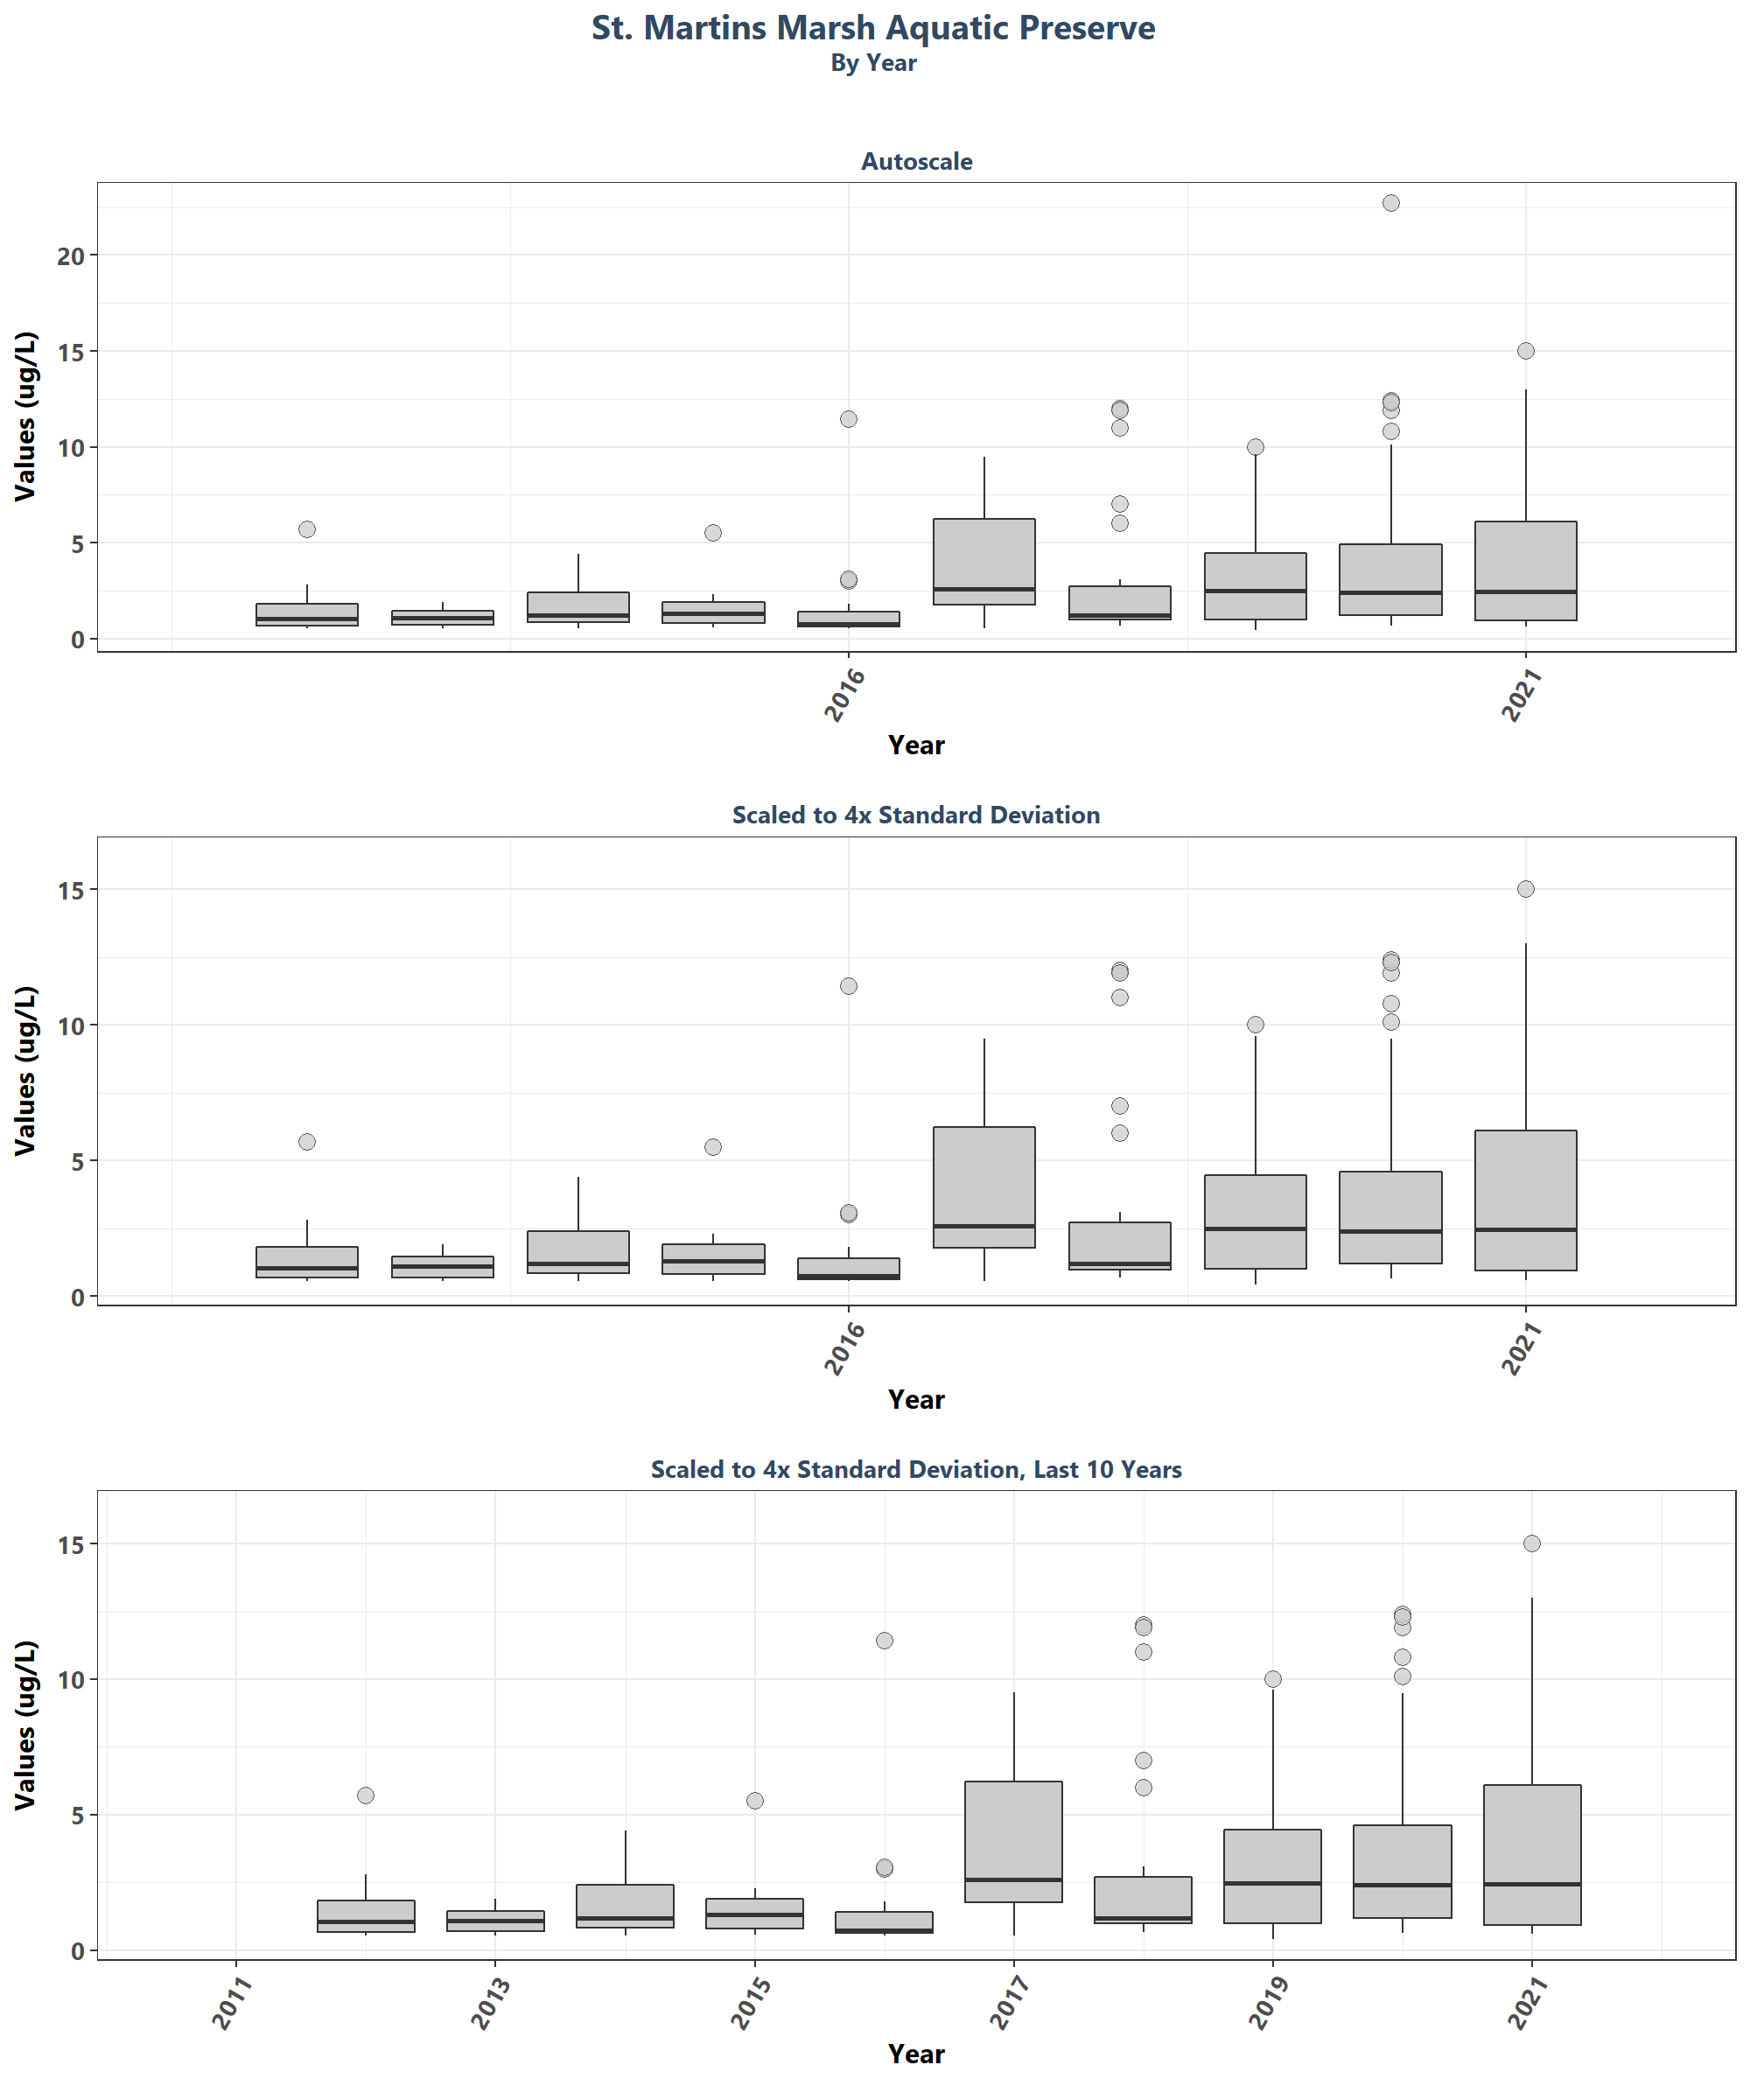 St. Martins Marsh Aquatic Preserve
By Year
Autoscale
Values (ug/L)
20
15
10
5
0
2016
2021
Year
Scaled to 4x Standard Deviation
Values (ug/L)
15
10
5
0
2016
2021
Year
Scaled to 4x Standard Deviation, Last 10 Years
Values (ug/L)
15
10
5
0
2011
2013
2015
2017
2019
2021
Year